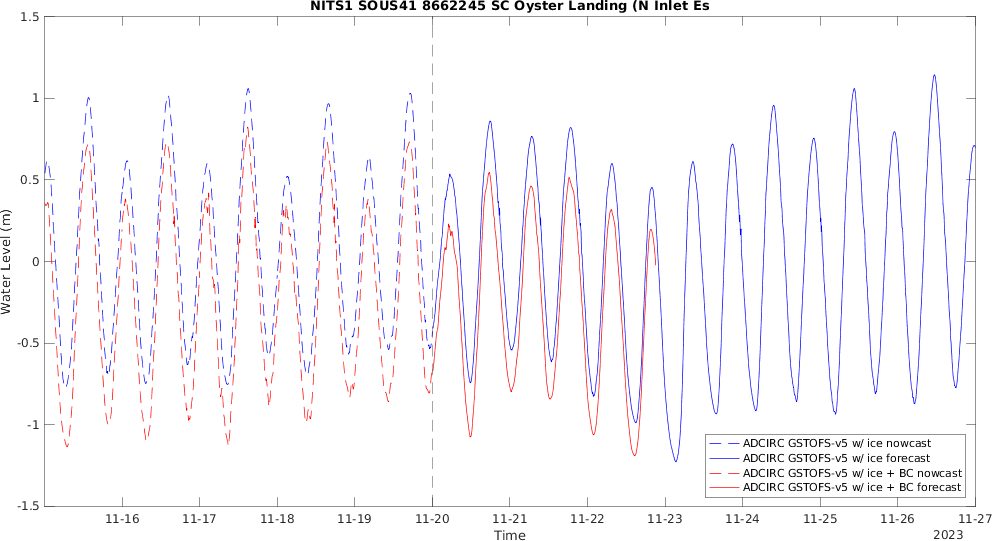 NITS1 SOUS41 8662245 SC Oyster Landing (N Inlet Es
Water Level (m)
1.5
1
0.5
0
-0.5
-1
-1.5
ADCIRC GSTOFS-v5 w/ ice nowcast
ADCIRC GSTOFS-v5 w/ ice forecast
ADCIRC GSTOFS-v5 w/ ice + BC nowcast
ADCIRC GSTOFS-v5 w/ ice + BC forecast
11-16 11-17 11-18 11-19 11-20 11-21 11-22 11-23 11-24 11-25 11-26 11-27
Time
2023